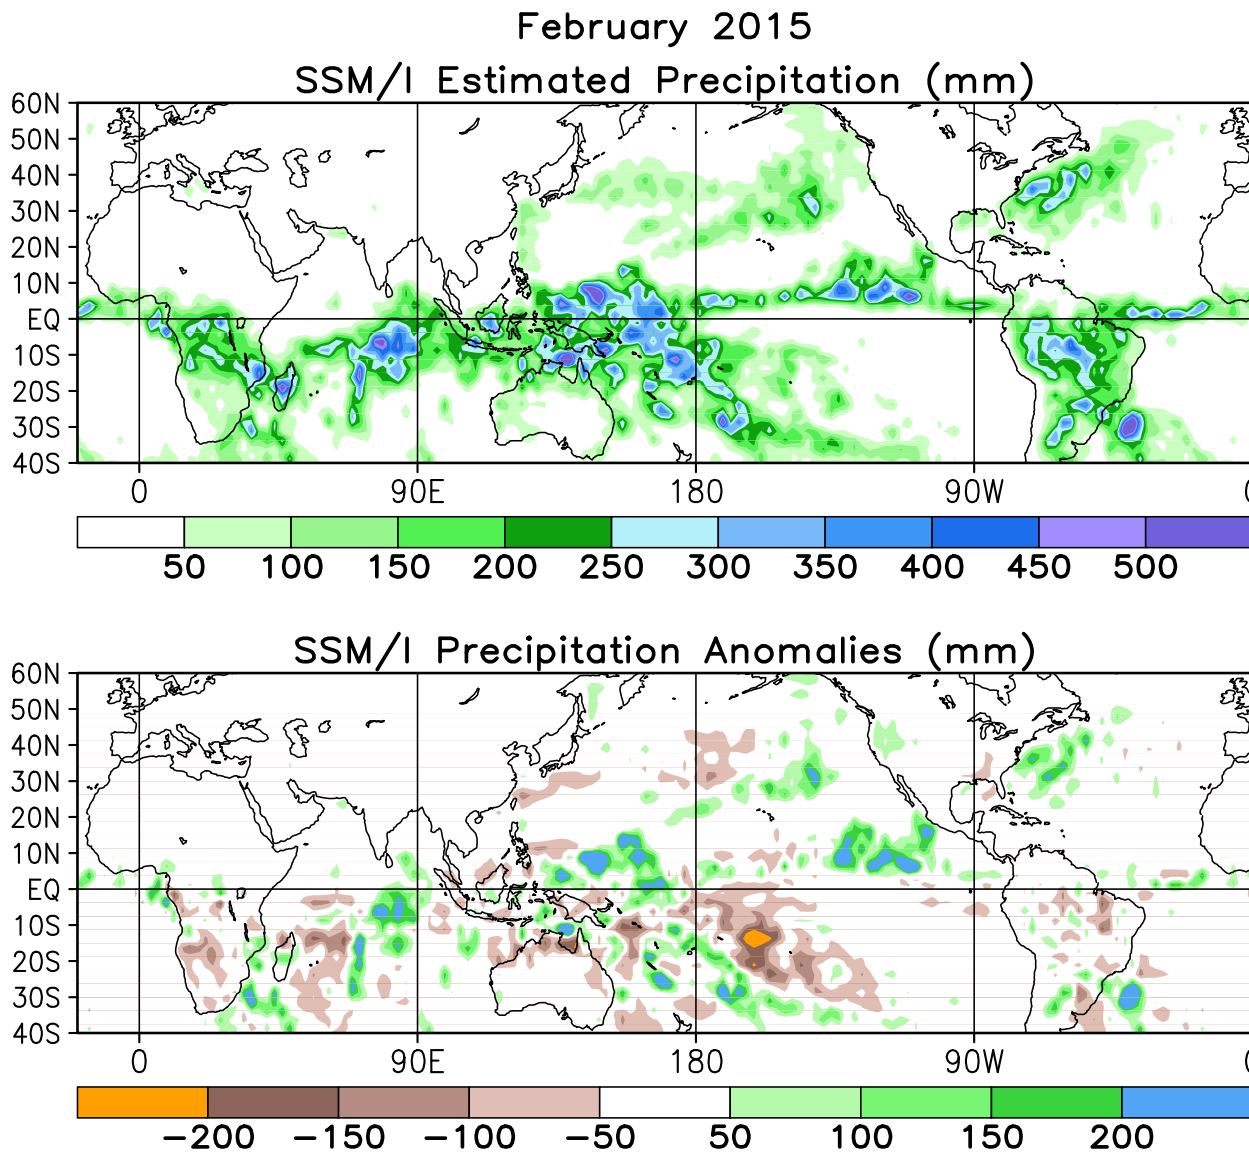 February 2015
SSM/I Estimated Precipitation (mm)
60N
50N
40N
30N
20N
10N
EQ
10S
20S
30S
40S
0 90E 180 90W 0
50 100 150 200 250 300 350 400 450 500
SSM/I Precipitation Anomalies (mm)
60N
50N
40N
30N
20N
10N
EQ
10S
20S
30S
40S
0 90E 180 90W 0
−200 −150 −100 −50 50 100 150 200